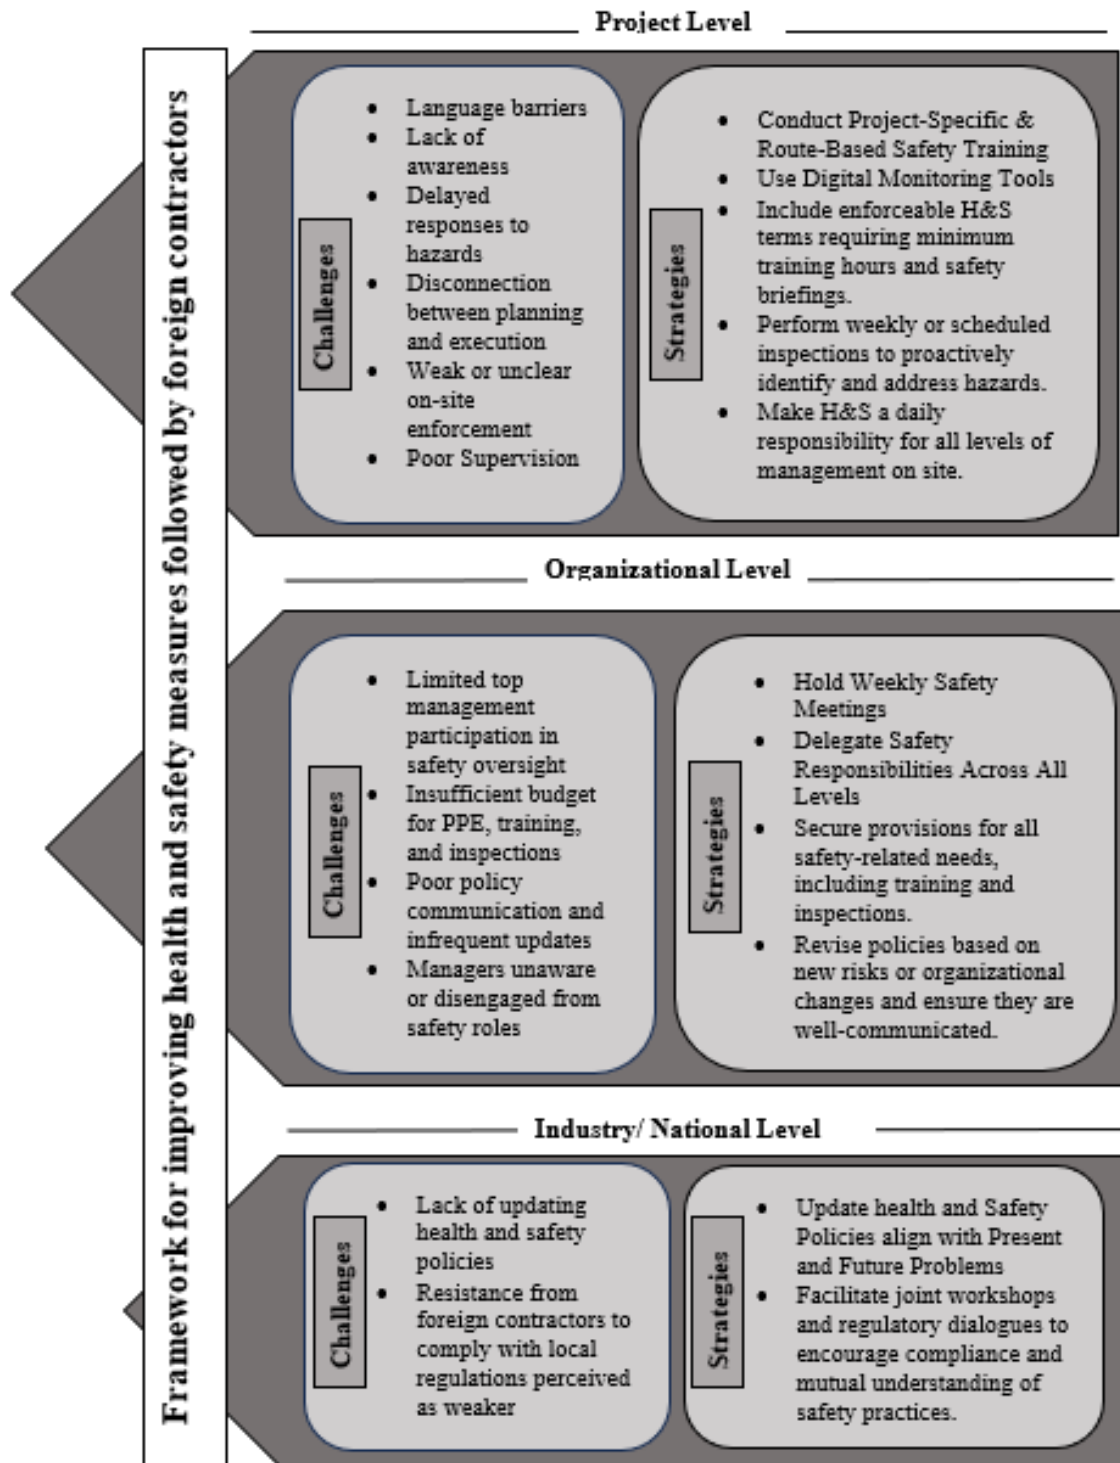 Project Level
Framework for improving health and safety measures followed by foreign contractors
Challenges
• Language barriers
• Lack of
awareness
• Delayed
responses to
hazards
• Disconnection
between planning
and execution
• Weak or unclear
on-site
enforcement
• Poor Supervision
Strategies
• Conduct Project-Specific &
Route-Based Safety Training
• Use Digital Monitoring Tools
• Include enforceable H&S
terms requiring minimum
training hours and safety
briefings.
• Perform weekly or scheduled
inspections to proactively
identify and address hazards.
• Make H&S a daily
responsibility for all levels of
management on site.
Organizational Level
Challenges
• Limited top
management
participation in
safety oversight
• Insufficient budget
for PPE, training,
and inspections
• Poor policy
communication and
infrequent updates
• Managers unaware
or disengaged from
safety roles
Strategies
• Hold Weekly Safety
Meetings
• Delegate Safety
Responsibilities Across All
Levels
• Secure provisions for all
safety-related needs,
including training and
inspections.
• Revise policies based on
new risks or organizational
changes and ensure they are
well-communicated.
Industry/ National Level
Challenges
• Lack of updating
health and safety
policies
• Resistance from
foreign contractors to
comply with local
regulations perceived
as weaker
Strategies
• Update health and Safety
Policies align with Present
and Future Problems
• Facilitate joint workshops
and regulatory dialogues to
encourage compliance and
mutual understanding of
safety practices.